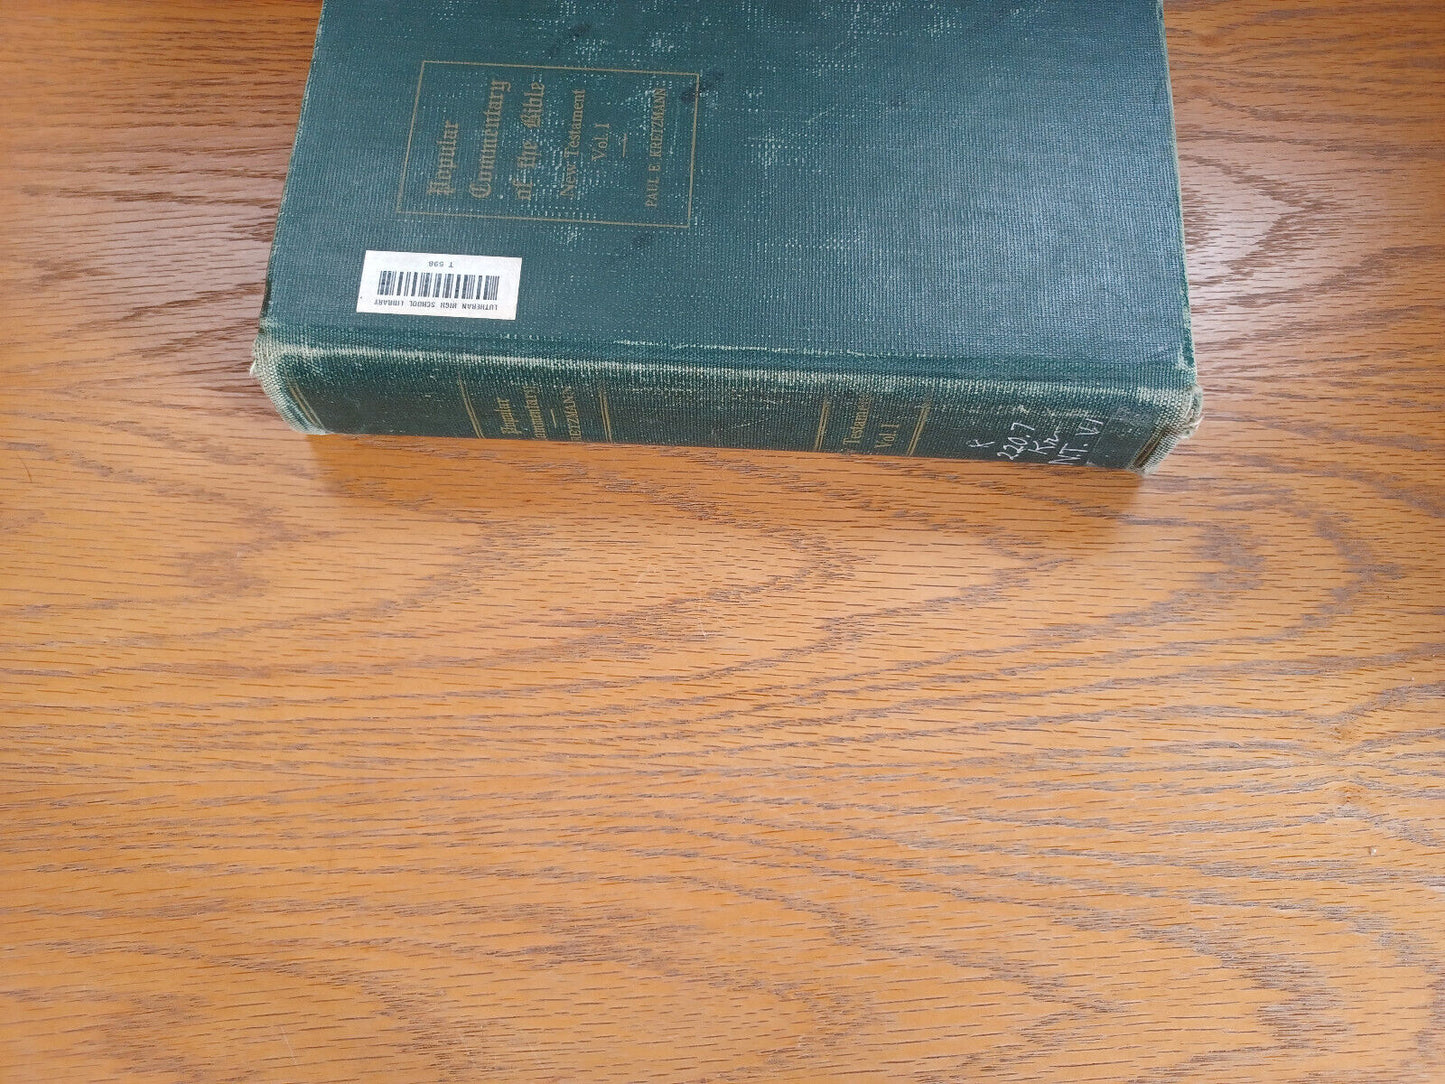 Popular
Commentary
of the Bible
New Testament
Vol. I
PAUL E. KRETZMANN
LUTHERAN HIGH SCHOOL LIBRARY
T 598
Popular
Commentary
KRETZMANN'S
Testament
Vol. I
220.7
Kr
NT. V.1